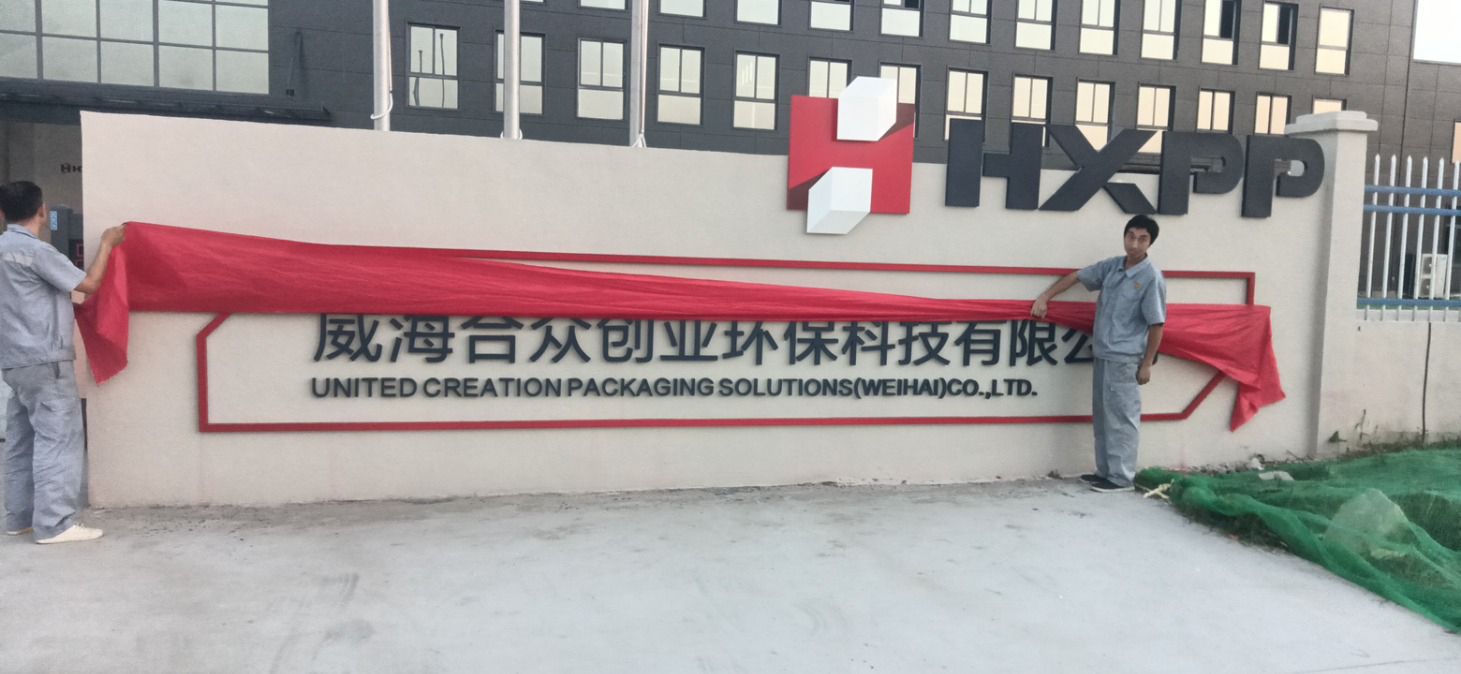 HXPP
威海合众创业环保科技有限公
UNITED CREATION PACKAGING SOLUTIONS(WEIHAI)CO.,LTD.